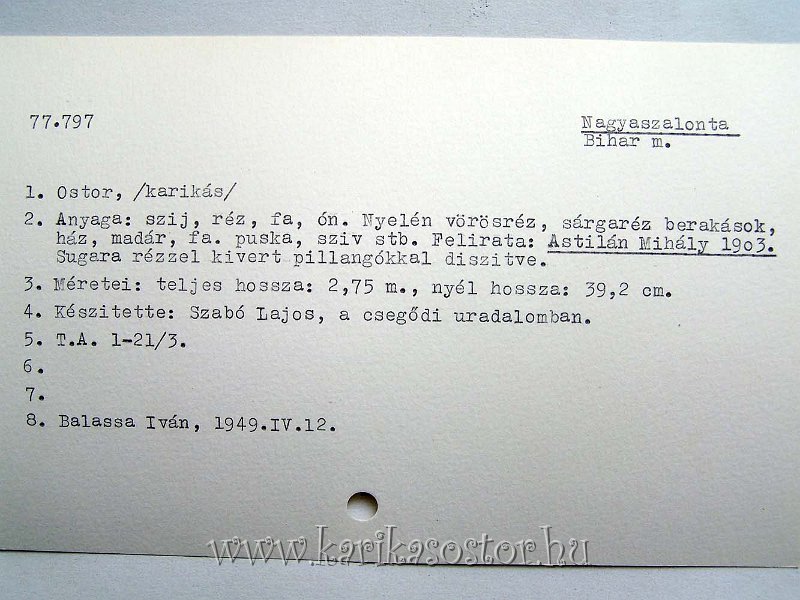 77.797
Nagyaszalonta
Bihar m.
1. Ostor, /karikás/
2. Anyaga: szij, réz, fa, ón. Nyelén vörösréz, sárgaréz berakások,
ház, madár, fa. puska, sziv stb. Felirata: Astilán Mihály 19o3.
Sugara rézzel kivert pillangókkal diszitve.
3. Méretei: teljes hossza: 2,75 m., nyél hossza: 39,2 cm.
4. Készitette: Szabó Lajos, a csegődi uradalomban.
5. T.A. 1-21/3.
6.
7.
8. Balassa Iván, 1949.IV.12.
www.karikasostor.hu